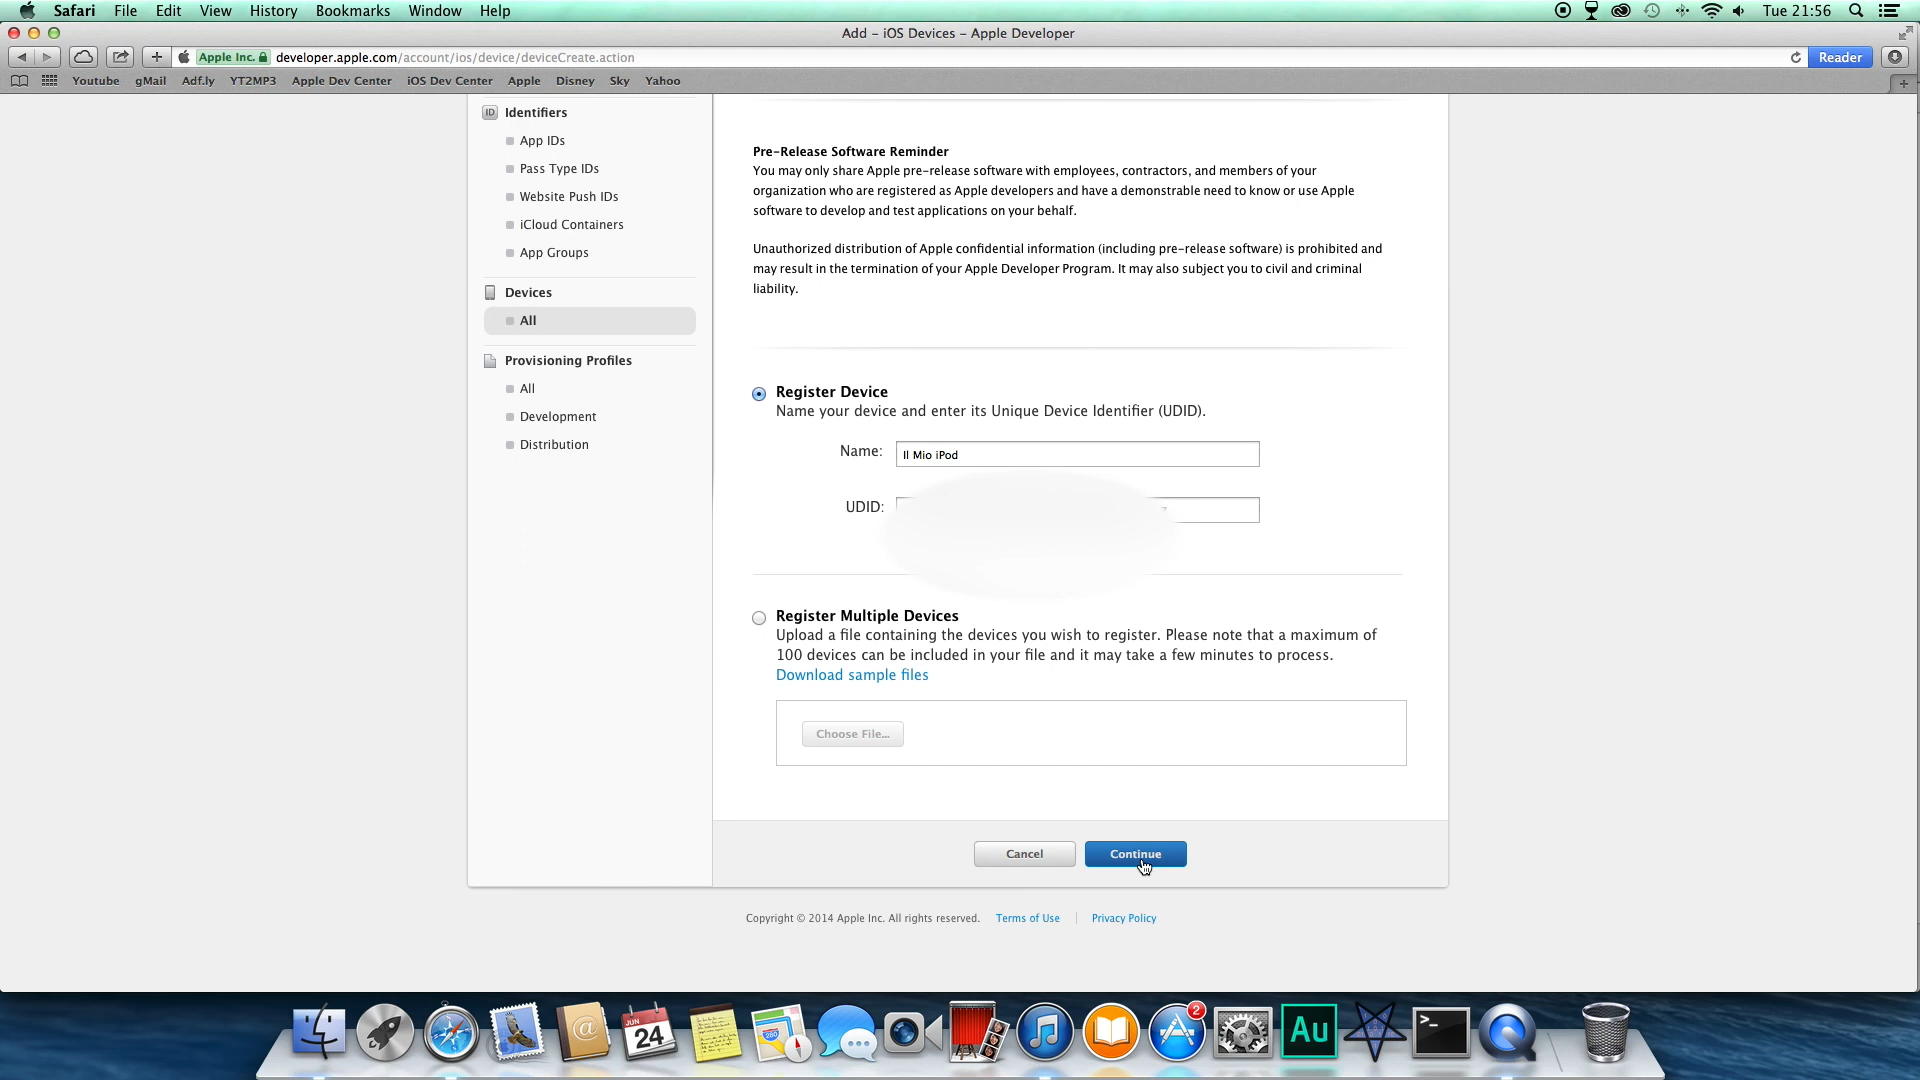 Safari File Edit View History Bookmarks Window Help Tue 21:56
Add – iOS Devices – Apple Developer
Apple Inc. developer.apple.com/account/ios/device/deviceCreate.action Reader
Youtube gMail Adf.ly YT2MP3 Apple Dev Center iOS Dev Center Apple Disney Sky Yahoo
ID Identifiers
App IDs
Pass Type IDs
Website Push IDs
iCloud Containers
App Groups
Devices
All
Provisioning Profiles
All
Development
Distribution
Pre-Release Software Reminder
You may only share Apple pre-release software with employees, contractors, and members of your
organization who are registered as Apple developers and have a demonstrable need to know or use Apple
software to develop and test applications on your behalf.
Unauthorized distribution of Apple confidential information (including pre-release software) is prohibited and
may result in the termination of your Apple Developer Program. It may also subject you to civil and criminal
liability.
Register Device
Name your device and enter its Unique Device Identifier (UDID).
Name: Il Mio iPod
UDID:
Register Multiple Devices
Upload a file containing the devices you wish to register. Please note that a maximum of
100 devices can be included in your file and it may take a few minutes to process.
Download sample files
Choose File...
Cancel Continue
Copyright © 2014 Apple Inc. All rights reserved. Terms of Use Privacy Policy
@
JUN
24
280
2
Au
>_